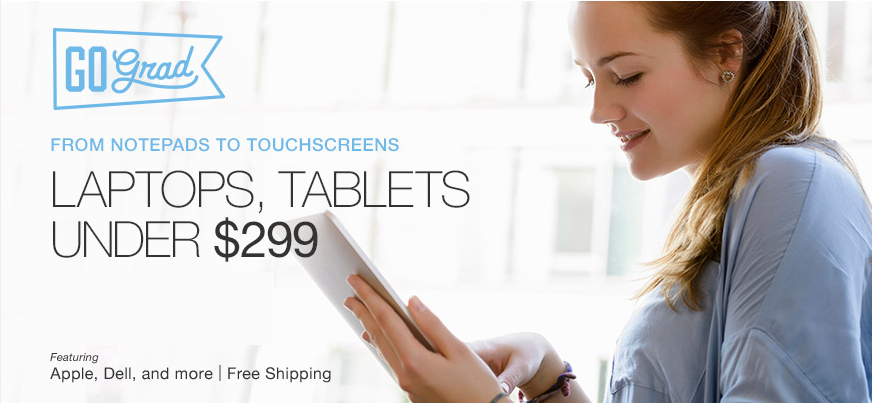 GO Grad
FROM NOTEPADS TO TOUCHSCREENS
LAPTOPS, TABLETS
UNDER $299
Featuring
Apple, Dell, and more | Free Shipping